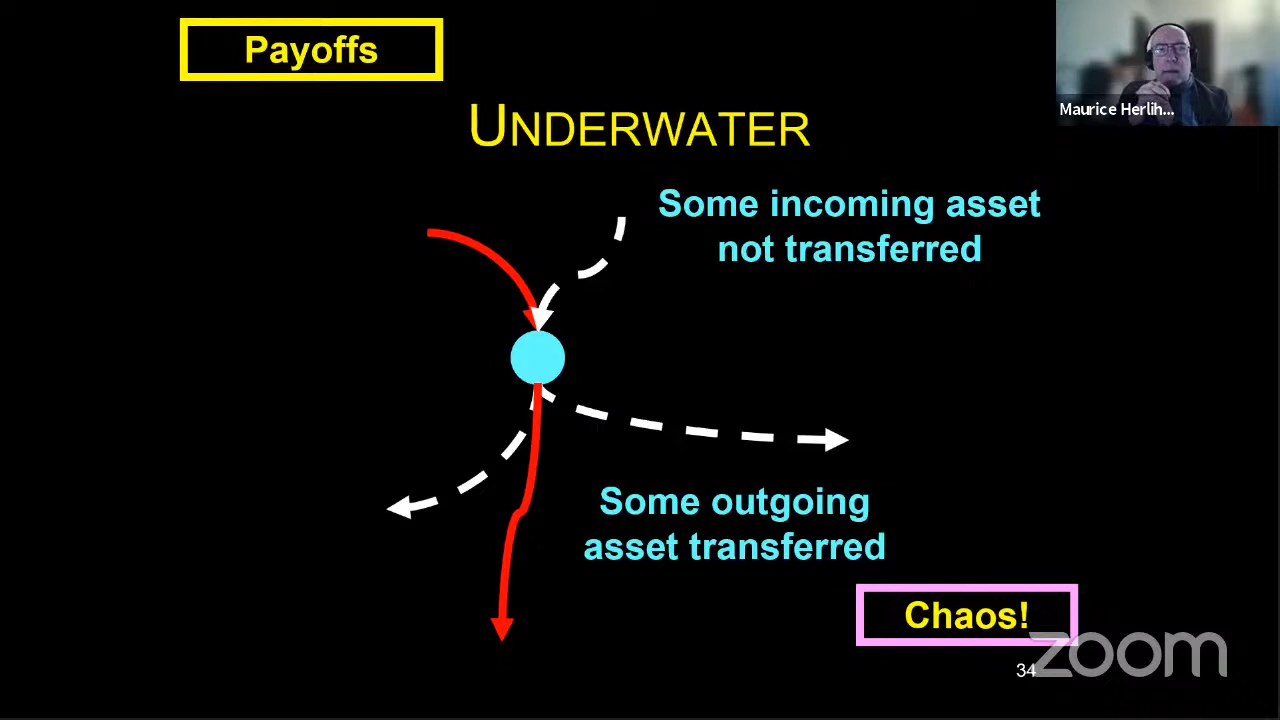 Payoffs
Maurice Herlih...
UNDERWATER
Some incoming asset
not transferred
Some outgoing
asset transferred
Chaos!
34
zoom